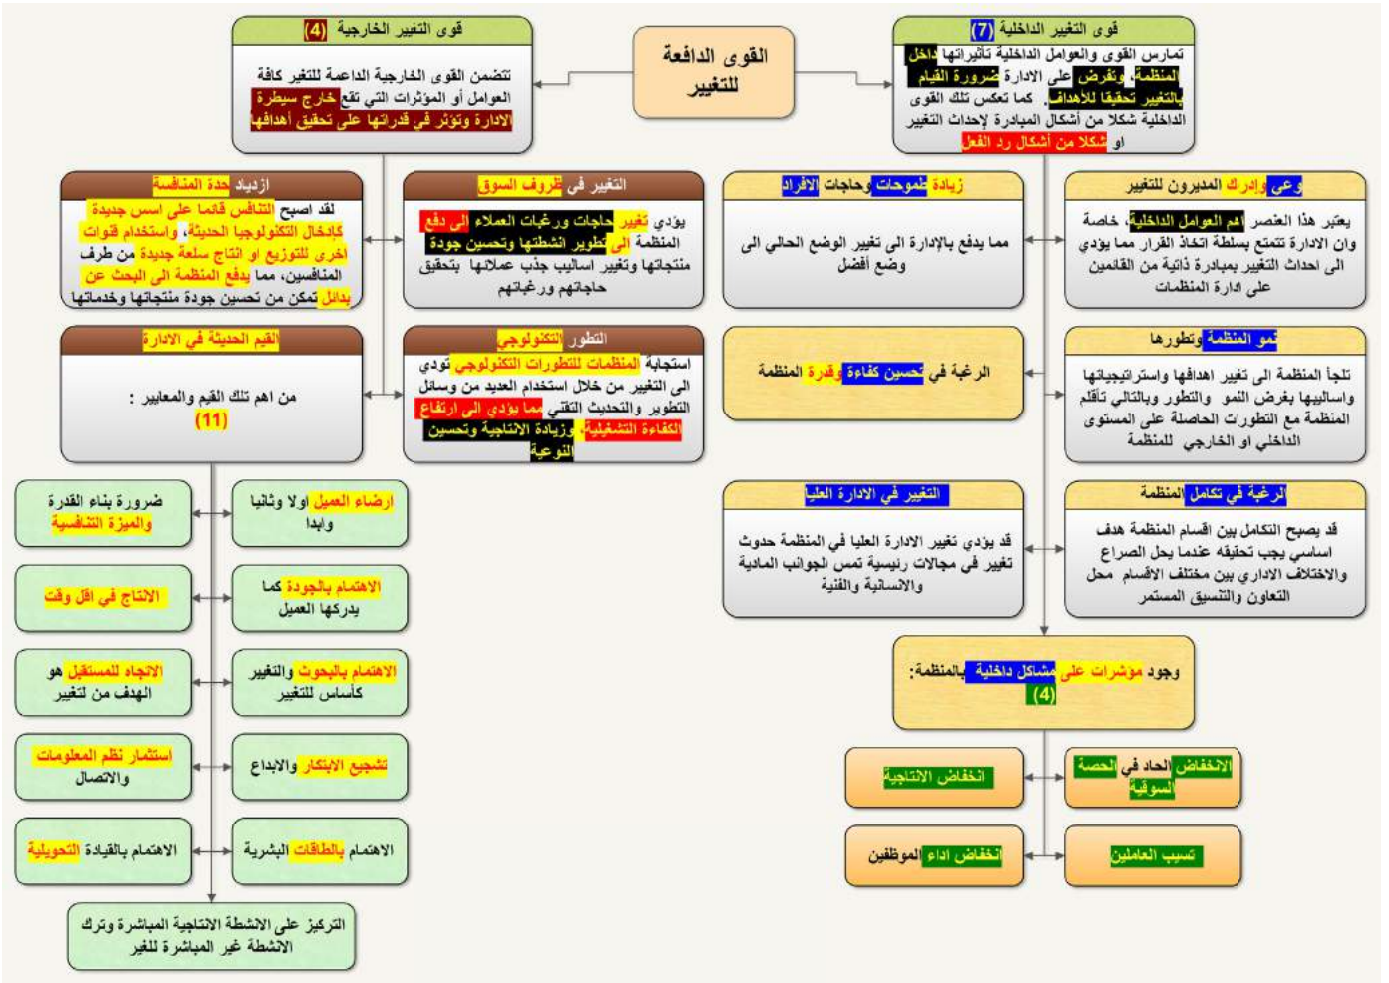 القوى الدافعة
للتغيير
قوى التغيير الداخلية (7)
تمارس القوى والعوامل الداخلية تأثيراتها داخل
المنظمة، وتفرض على الادارة ضرورة القيام
بالتغيير تحقيقا للأهداف. كما تعكس تلك القوى
الداخلية شكلا من أشكال المبادرة لإحداث التغيير
او شكلا من أشكال رد الفعل
وعي وإدرك المديرون للتغيير
يعتبر هذا العنصر اهم العوامل الداخلية، خاصة
وان الادارة تتمتع بسلطة اتخاذ القرار مما يؤدي
الى احداث التغيير بمبادرة ذاتية من القائمين
على ادارة المنظمات
زيادة طموحات وحاجات الافراد
مما يدفع بالإدارة الى تغيير الوضع الحالي الى
وضع أفضل
نمو المنظمة وتطورها
تلجأ المنظمة الى تغيير اهدافها واستراتيجياتها
واساليبها بغرض النمو والتطور وبالتالي تأقلم
المنظمة مع التطورات الحاصلة على المستوى
الداخلي او الخارجي للمنظمة
الرغبة في تحسين كفاءة وقدرة المنظمة
الرغبة في تكامل المنظمة
قد يصبح التكامل بين اقسام المنظمة هدف
اساسي يجب تحقيقه عندما يحل الصراع
والاختلاف الاداري بين مختلف الاقسام محل
التعاون والتنسيق المستمر
التغيير في الادارة العليا
قد يؤدي تغيير الادارة العليا في المنظمة حدوث
تغيير في مجالات رئيسية تمس الجوانب المادية
والانسانية والفنية
وجود مؤشرات على مشاكل داخلية بالمنظمة:
(4)
الانخفاض الحاد في الحصة
السوقية
انخفاض الانتاجية
تسيب العاملين
انخفاض اداء الموظفين
قوى التغيير الخارجية (4)
تتضمن القوى الخارجية الداعمة للتغير كافة
العوامل أو المؤثرات التي تقع خارج سيطرة
الادارة وتؤثر في قدراتها على تحقيق أهدافها
التغيير في ظروف السوق
يؤدي تغيير حاجات ورغبات العملاء الى دفع
المنظمة الى تطوير انشطتها وتحسين جودة
منتجاتها وتغيير اساليب جذب عملائها بتحقيق
حاجاتهم ورغباتهم
ازدياد حدة المنافسة
لقد اصبح التنافس قائما على اسس جديدة
كإدخال التكنولوجيا الحديثة، واستخدام قنوات
اخرى للتوزيع او انتاج سلعة جديدة من طرف
المنافسين، مما يدفع المنظمة الى البحث عن
بدائل تمكن من تحسين جودة منتجاتها وخدماتها
التطور التكنولوجي
استجابة المنظمات للتطورات التكنولوجي تودي
الى التغيير من خلال استخدام العديد من وسائل
التطوير والتحديث التقني مما يؤدي الى ارتفاع
الكفاءة التشغيلية، وزيادة الانتاجية وتحسين
النوعية
القيم الحديثة في الادارة
من اهم تلك القيم والمعايير :
(11)
ارضاء العميل اولا وثانيا
وابدا
ضرورة بناء القدرة
والميزة التنافسية
الاهتمام بالجودة كما
يدركها العميل
الانتاج في اقل وقت
الاهتمام بالبحوث والتغيير
كأساس للتغيير
الاتجاه للمستقبل هو
الهدف من لتغيير
تشجيع الابتكار والابداع
استثمار نظم المعلومات
والاتصال
الاهتمام بالطاقات البشرية
الاهتمام بالقيادة التحويلية
التركيز على الانشطة الانتاجية المباشرة وترك
الانشطة غير المباشرة للغير